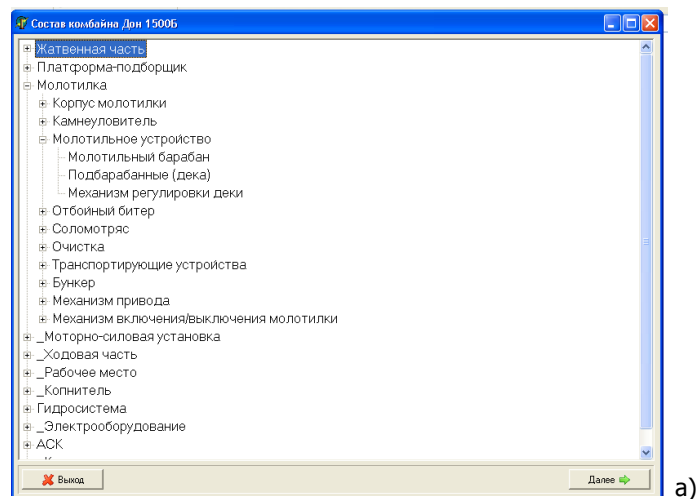 Состав комбайна Дон 1500Б
Жатвенная часть
Платформа-подборщик
Молотилка
Корпус молотилки
Камнеуловитель
Молотильное устройство
Молотильный барабан
Подбарабанные (дека)
Механизм регулировки деки
Отбойный битер
Соломотряс
Очистка
Транспортирующие устройства
Бункер
Механизм привода
Механизм включения/выключения молотилки
_Моторно-силовая установка
_Ходовая часть
_Рабочее место
_Копнитель
Гидросистема
_Электрооборудование
АСК
Выход
Далее
а)